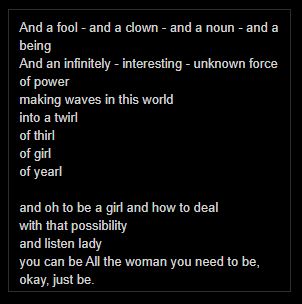 And a fool - and a clown - and a noun - and a
being
And an infinitely - interesting - unknown force
of power
making waves in this world
into a twirl
of thirl
of girl
of yearl

and oh to be a girl and how to deal
with that possibility
and listen lady
you can be All the woman you need to be,
okay, just be.